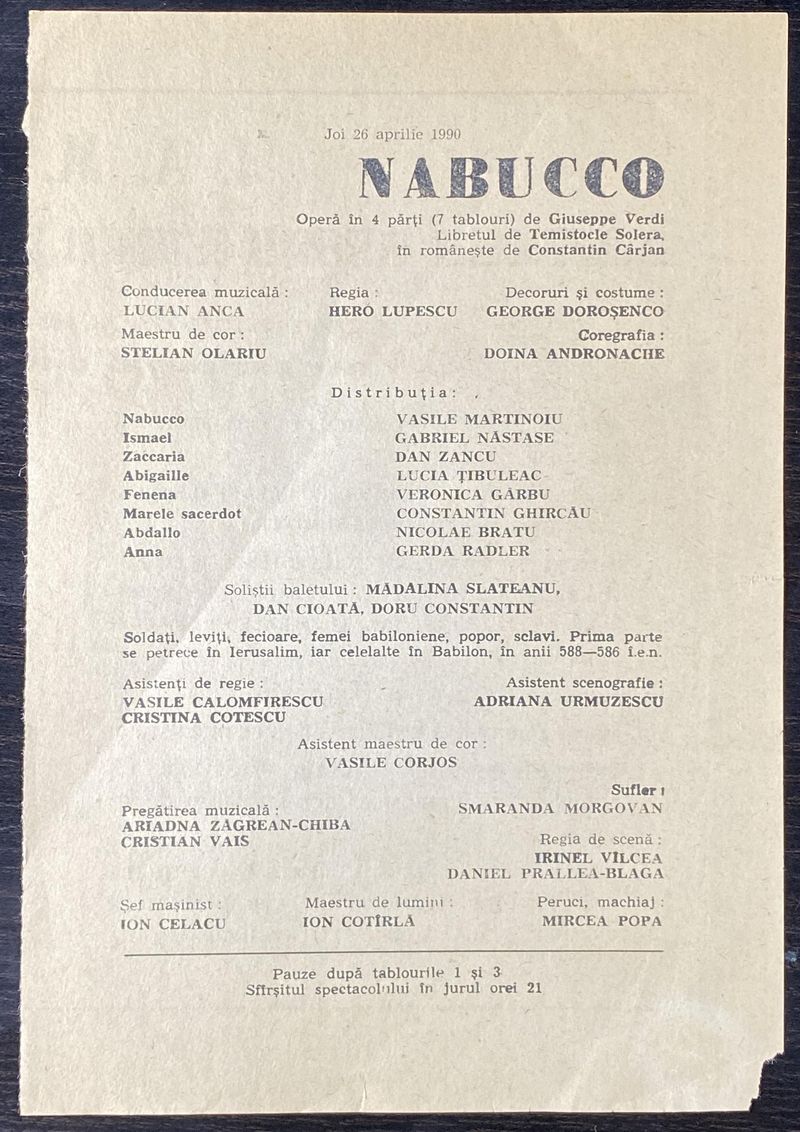 Joi 26 aprilie 1990
NABUCCO
Operă în 4 părți (7 tablouri) de Giuseppe Verdi
Libretul de Temistocle Solera,
în românește de Constantin Cârjan
Conducerea muzicală : Regia : Decoruri și costume :
LUCIAN ANCA HERO LUPESCU GEORGE DOROȘENCO
Maestru de cor : Coregrafia :
STELIAN OLARIU DOINA ANDRONACHE
Distribuția :
Nabucco VASILE MARTINOIU
Ismael GABRIEL NĂSTASE
Zaccaria DAN ZANCU
Abigaille LUCIA ȚIBULEAC
Fenena VERONICA GÂRBU
Marele sacerdot CONSTANTIN GHIRCĂU
Abdallo NICOLAE BRATU
Anna GERDA RADLER
Soliștii baletului : MĂDĂLINA SLATEANU,
DAN CIOATĂ, DORU CONSTANTIN
Soldați, leviți, fecioare, femei babiloniene, popor, sclavi. Prima parte
se petrece în Ierusalim, iar celelalte în Babilon, în anii 588—586 î.e.n.
Asistenți de regie : Asistent scenografie :
VASILE CALOMFIRESCU ADRIANA URMUZESCU
CRISTINA COTESCU
Asistent maestru de cor :
VASILE CORJOS
Sufler :
Pregătirea muzicală : SMARANDA MORGOVAN
ARIADNA ZĂGREAN-CHIBA
CRISTIAN VAIS Regia de scenă :
IRINEL VÎLCEA
DANIEL PRALLEA-BLAGA
Șef mașinist : Maestru de lumini : Peruci, machiaj :
ION CELACU ION COTÎRLĂ MIRCEA POPA
Pauze după tablourile 1 și 3
Sfîrșitul spectacolului în jurul orei 21